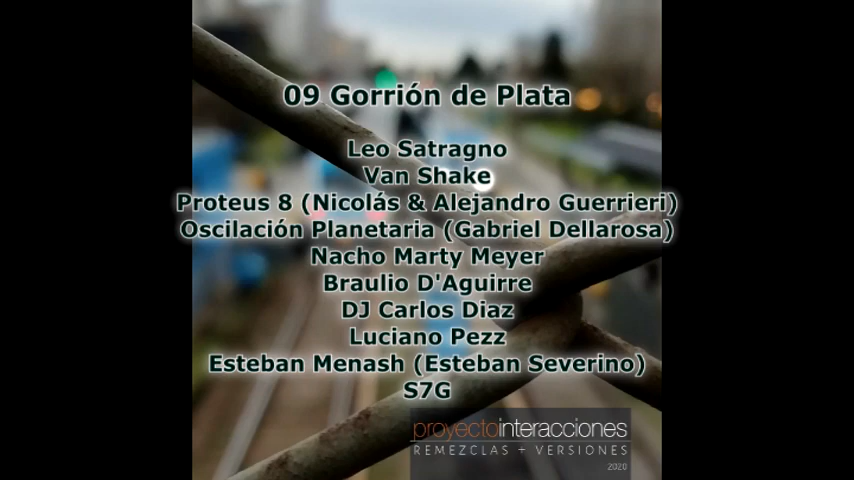 09 Gorrión de Plata
Leo Satragno
Van Shake
Proteus 8 (Nicolás & Alejandro Guerrieri)
Oscilación Planetaria (Gabriel Dellarosa)
Nacho Marty Meyer
Braulio D'Aguirre
DJ Carlos Diaz
Luciano Pezz
Esteban Menash (Esteban Severino)
S7G
proyectointeracciones
REMEZCLAS + VERSIONES
2020